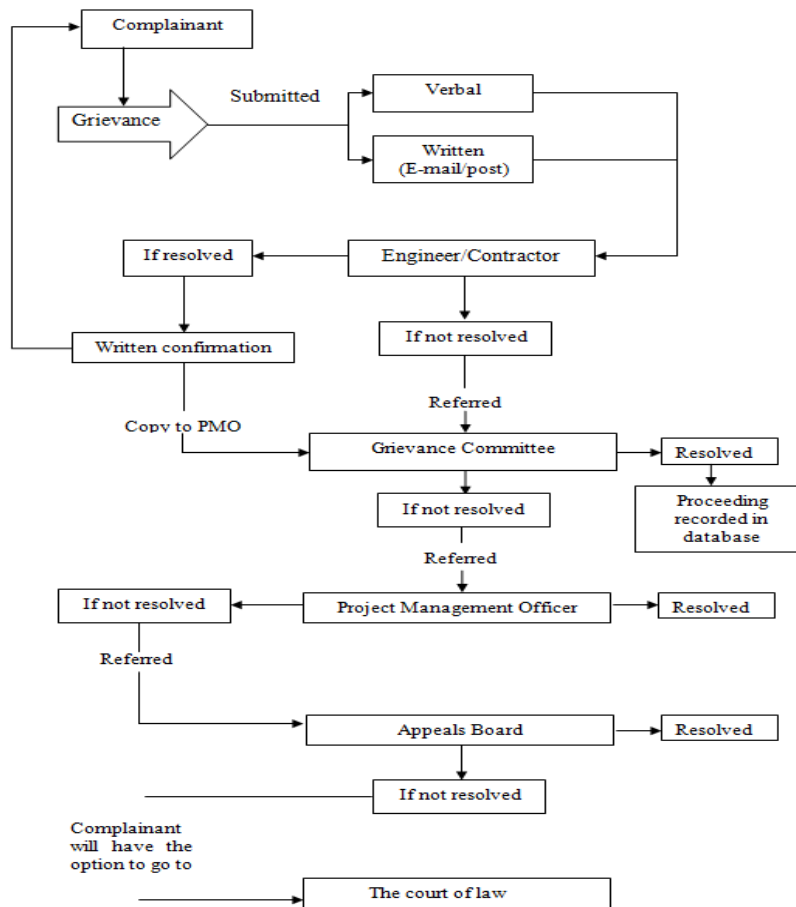 Complainant
Grievance
Submitted
Verbal
Written
(E-mail/post)
If resolved
Engineer/Contractor
Written confirmation
If not resolved
Referred
Copy to PMO
Grievance Committee
Resolved
Proceeding
recorded in
database
If not resolved
Referred
If not resolved
Project Management Officer
Resolved
Referred
Appeals Board
Resolved
If not resolved
Complainant
will have the
option to go to
The court of law